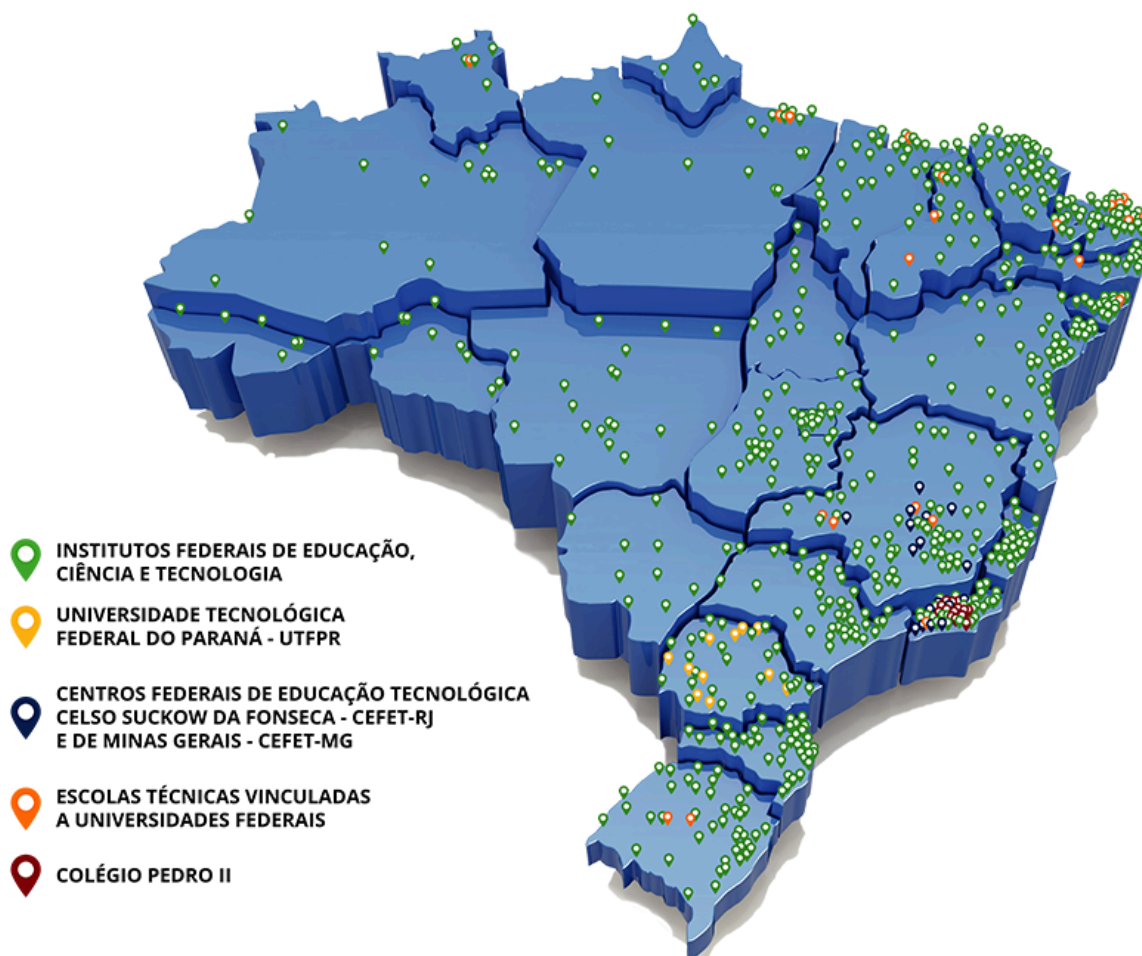 INSTITUTOS FEDERAIS DE EDUCAÇÃO,
CIÊNCIA E TECNOLOGIA
UNIVERSIDADE TECNOLÓGICA
FEDERAL DO PARANÁ - UTFPR
CENTROS FEDERAIS DE EDUCAÇÃO TECNOLÓGICA
CELSO SUCKOW DA FONSECA - CEFET-RJ
E DE MINAS GERAIS - CEFET-MG
ESCOLAS TÉCNICAS VINCULADAS
A UNIVERSIDADES FEDERAIS
COLÉGIO PEDRO II